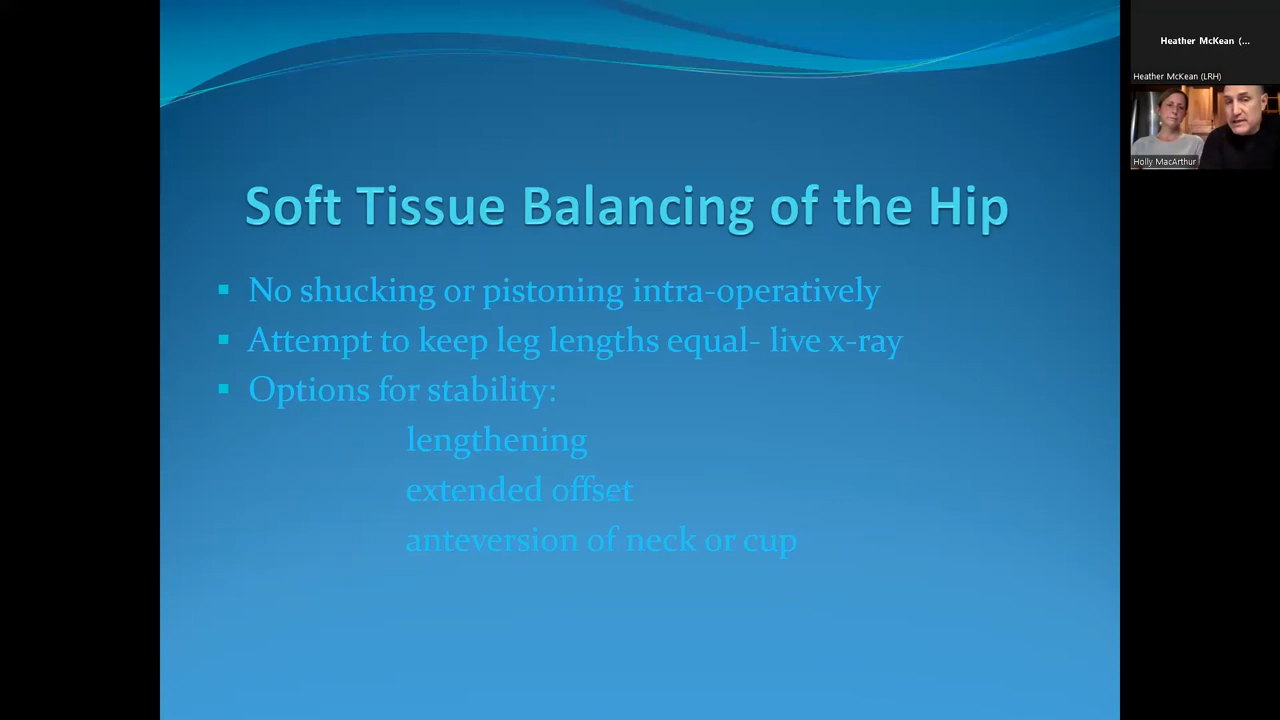 Soft Tissue Balancing of the Hip
▪ No shucking or pistoning intra-operatively
▪ Attempt to keep leg lengths equal- live x-ray
▪ Options for stability:
lengthening
extended offset
anteversion of neck or cup
Heather McKean (...
Heather McKean (LRH)
Holly MacArthur